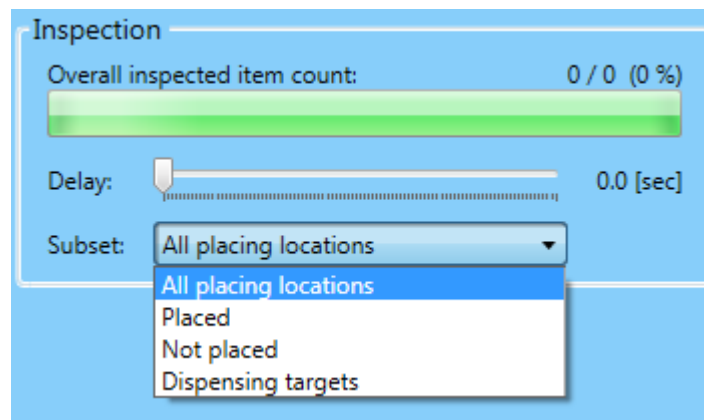 Inspection
Overall inspected item count: 0 / 0 (0 %)
Delay: 0.0 [sec]
Subset: All placing locations
All placing locations
Placed
Not placed
Dispensing targets